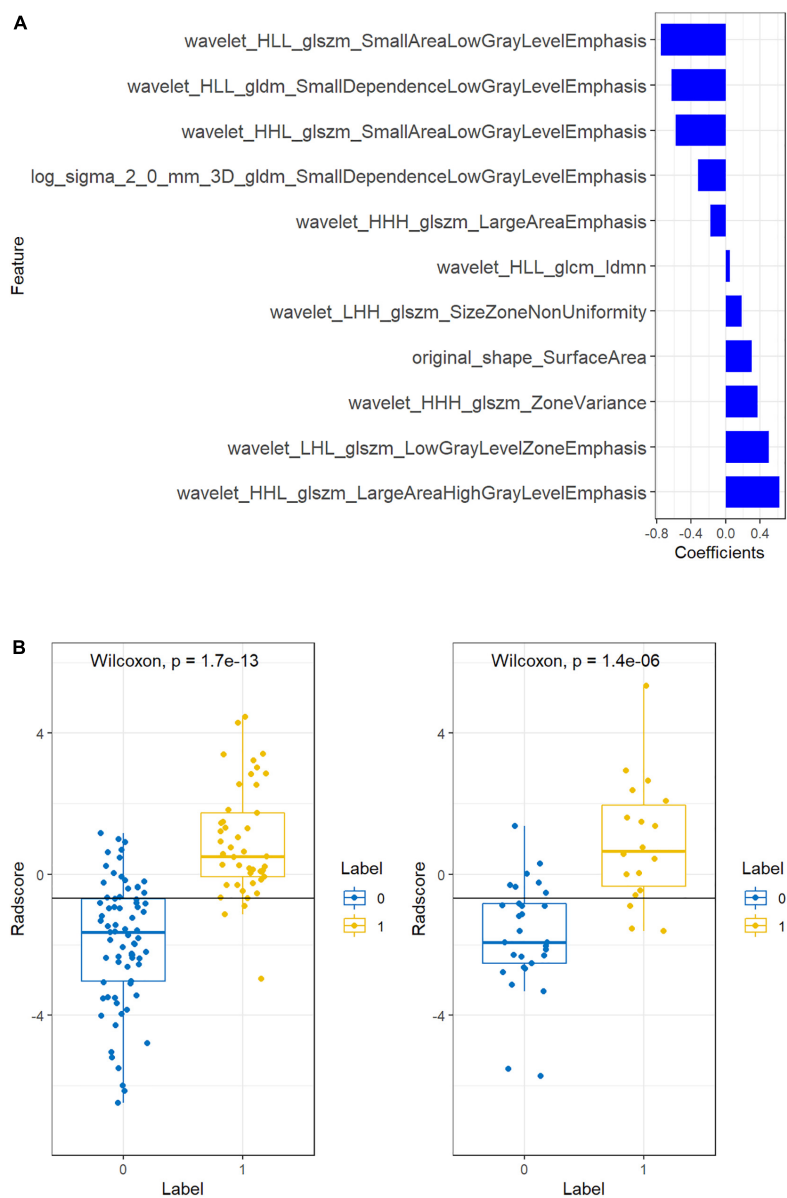 A
Feature
wavelet_HLL_glszm_SmallAreaLowGrayLevelEmphasis
wavelet_HLL_gldm_SmallDependenceLowGrayLevelEmphasis
wavelet_HHL_glszm_SmallAreaLowGrayLevelEmphasis
log_sigma_2_0_mm_3D_gldm_SmallDependenceLowGrayLevelEmphasis
wavelet_HHH_glszm_LargeAreaEmphasis
wavelet_HLL_glcm_Idmn
wavelet_LHH_glszm_SizeZoneNonUniformity
original_shape_SurfaceArea
wavelet_HHH_glszm_ZoneVariance
wavelet_LHL_glszm_LowGrayLevelZoneEmphasis
wavelet_HHL_glszm_LargeAreaHighGrayLevelEmphasis
-0.8 -0.4 0.0 0.4
Coefficients
B
Wilcoxon, p = 1.7e-13
Radscore
4
0
-4
0 1
Label
Label
0
1
Wilcoxon, p = 1.4e-06
Radscore
4
0
-4
0 1
Label
Label
0
1